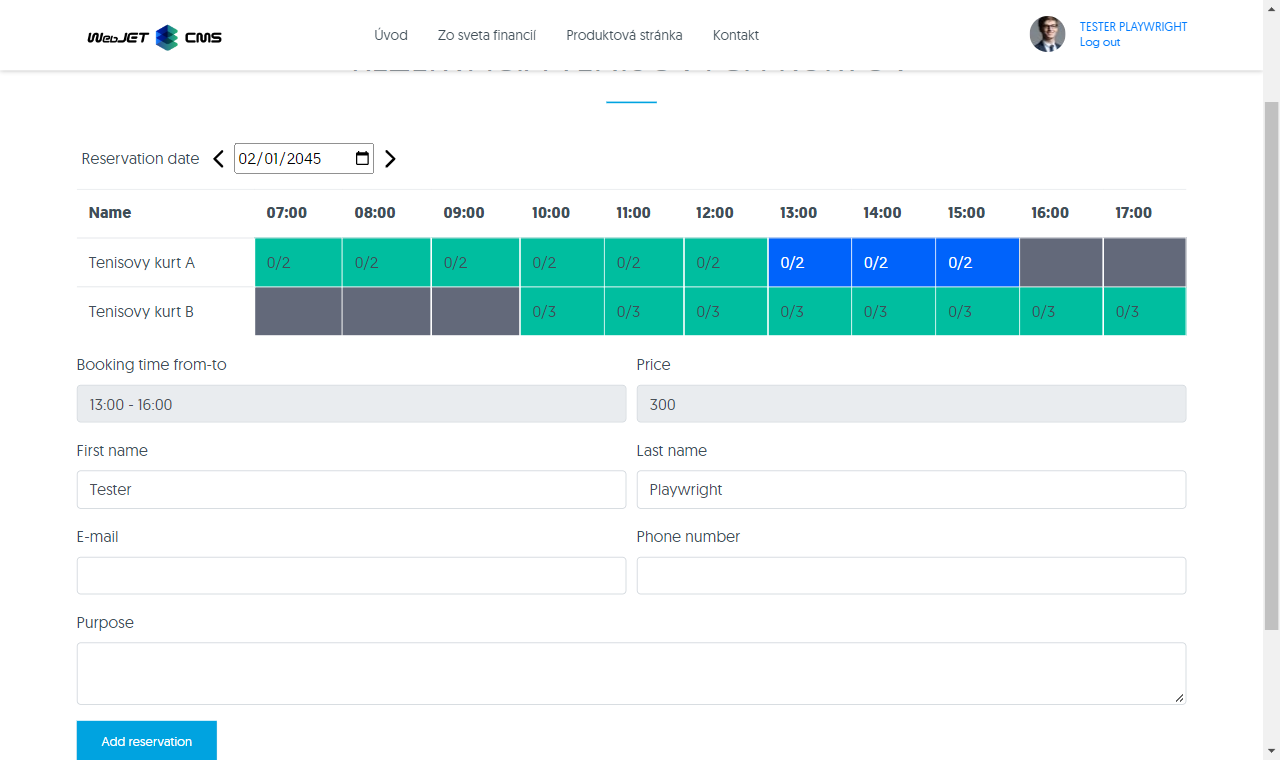 WebJET CMS
Úvod Zo sveta financií Produktová stránka Kontakt
TESTER PLAYWRIGHT
Log out
Reservation date 02/01/2045
Name 07:00 08:00 09:00 10:00 11:00 12:00 13:00 14:00 15:00 16:00 17:00
Tenisovy kurt A 0/2 0/2 0/2 0/2 0/2 0/2 0/2 0/2 0/2
Tenisovy kurt B 0/3 0/3 0/3 0/3 0/3 0/3 0/3 0/3
Booking time from-to Price
13:00 - 16:00 300
First name Last name
Tester Playwright
E-mail Phone number
Purpose
Add reservation